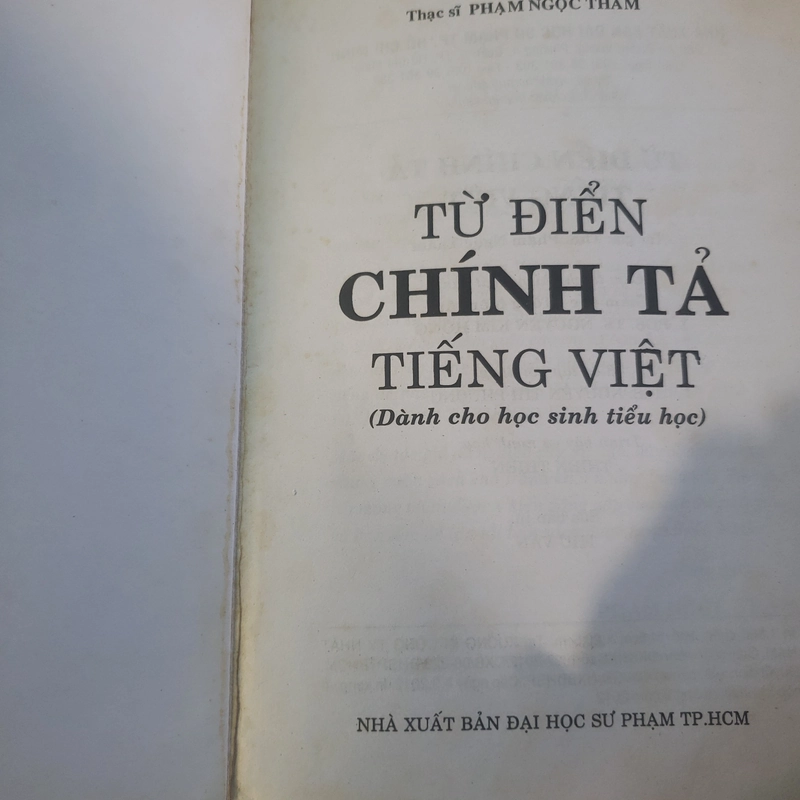 Thạc sĩ PHẠM NGỌC THẮM
TỪ ĐIỂN
CHÍNH TẢ
TIẾNG VIỆT
(Dành cho học sinh tiểu học)
NHÀ XUẤT BẢN ĐẠI HỌC SƯ PHẠM TP.HCM